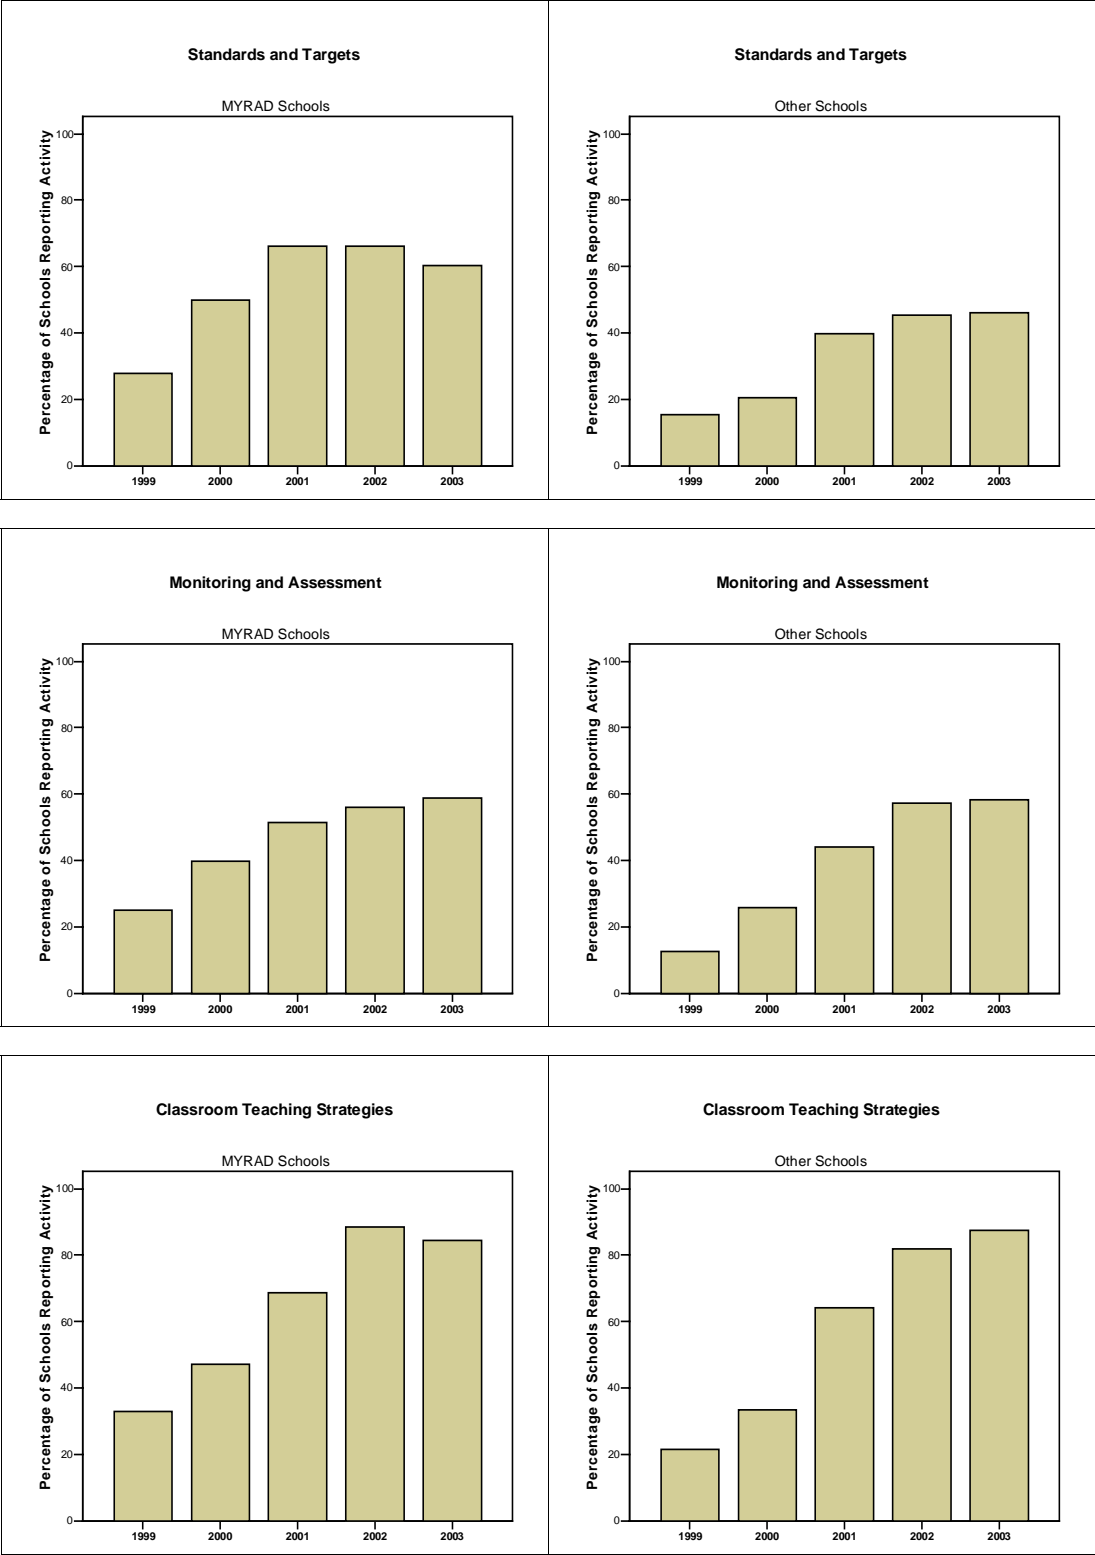 Standards and Targets
MYRAD Schools
Percentage of Schools Reporting Activity
100
80
60
40
20
0
1999 2000 2001 2002 2003
Standards and Targets
Other Schools
Percentage of Schools Reporting Activity
100
80
60
40
20
0
1999 2000 2001 2002 2003
Monitoring and Assessment
MYRAD Schools
Percentage of Schools Reporting Activity
100
80
60
40
20
0
1999 2000 2001 2002 2003
Monitoring and Assessment
Other Schools
Percentage of Schools Reporting Activity
100
80
60
40
20
0
1999 2000 2001 2002 2003
Classroom Teaching Strategies
MYRAD Schools
Percentage of Schools Reporting Activity
100
80
60
40
20
0
1999 2000 2001 2002 2003
Classroom Teaching Strategies
Other Schools
Percentage of Schools Reporting Activity
100
80
60
40
20
0
1999 2000 2001 2002 2003